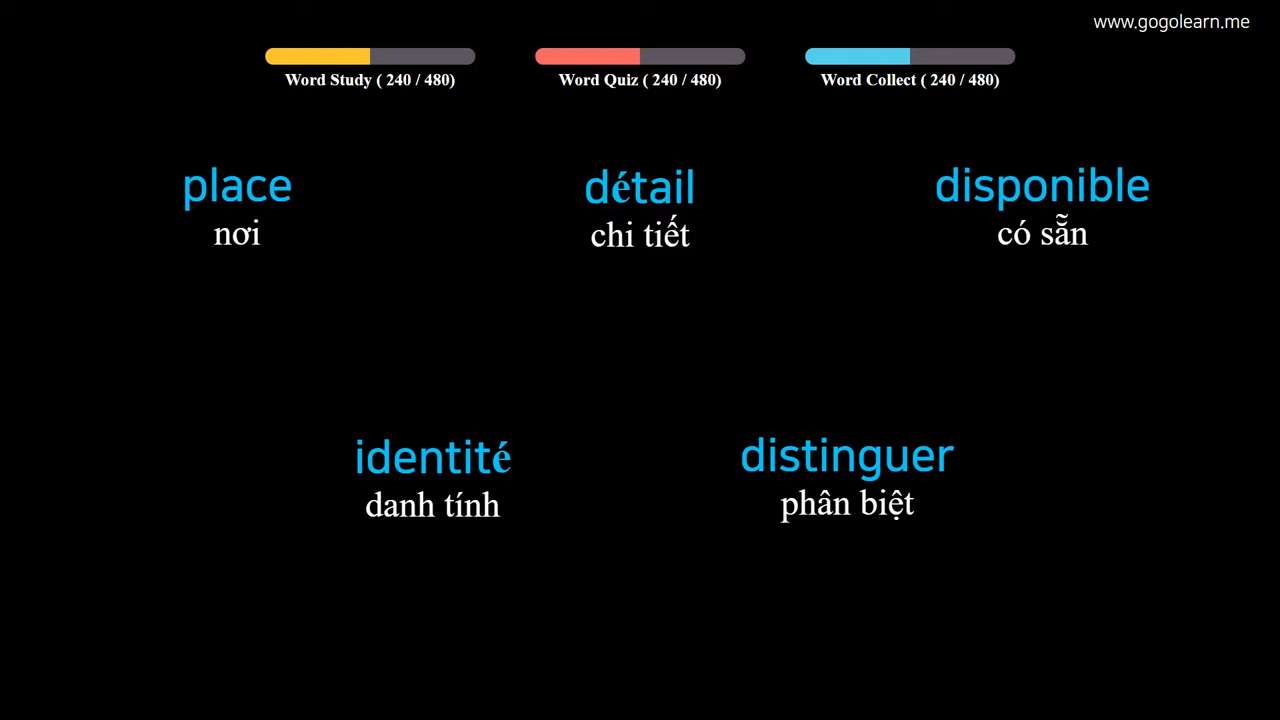 www.gogolearn.me
Word Study ( 240 / 480)
Word Quiz ( 240 / 480)
Word Collect ( 240 / 480)
place
nơi
détail
chi tiết
disponible
có sẵn
identité
danh tính
distinguer
phân biệt